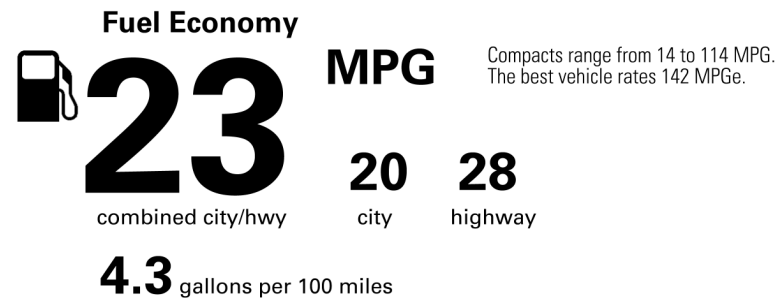 Fuel Economy
23
MPG
Compacts range from 14 to 114 MPG.
The best vehicle rates 142 MPGe.
combined city/hwy
20
city
28
highway
4.3 gallons per 100 miles